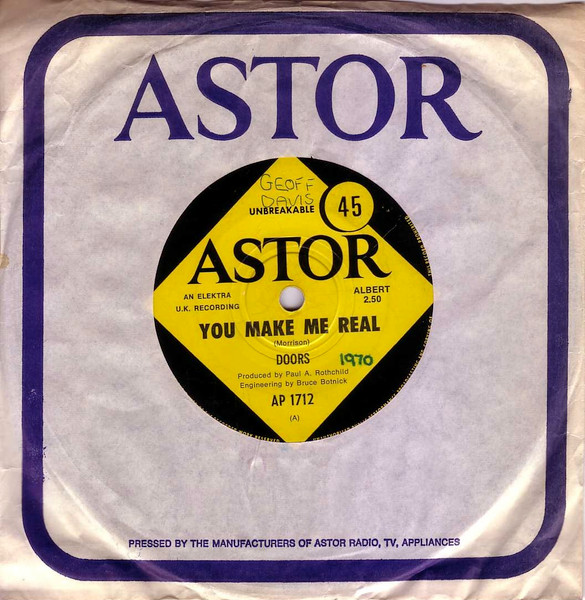 ASTOR
GEOFF
DAVIS
UNBREAKABLE
45
ASTOR
AN ELEKTRA
U.K. RECORDING
ALBERT
2.50
YOU MAKE ME REAL
(Morrison)
DOORS
1970
Produced by Paul A. Rothchild
Engineering by Bruce Botnick
AP 1712
(A)
PRESSED BY THE MANUFACTURERS OF ASTOR RADIO, TV, APPLIANCES